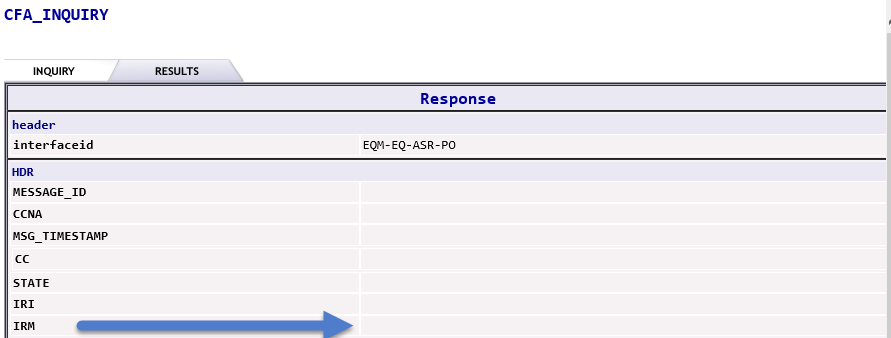 CFA_INQUIRY
INQUIRY RESULTS
Response
header
interfaceid EQM-EQ-ASR-PO
HDR
MESSAGE_ID
CCNA
MSG_TIMESTAMP
CC
STATE
IRI
IRM